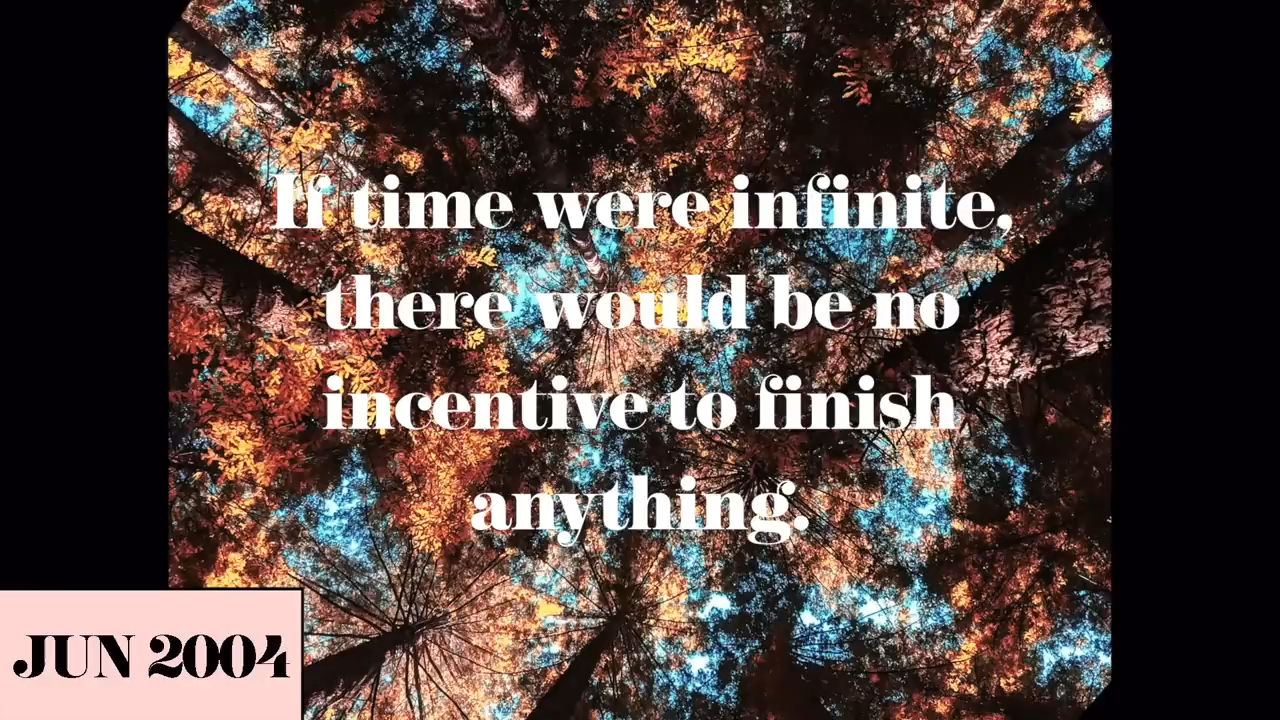 If time were infinite,
there would be no
incentive to finish
anything.
JUN 2004